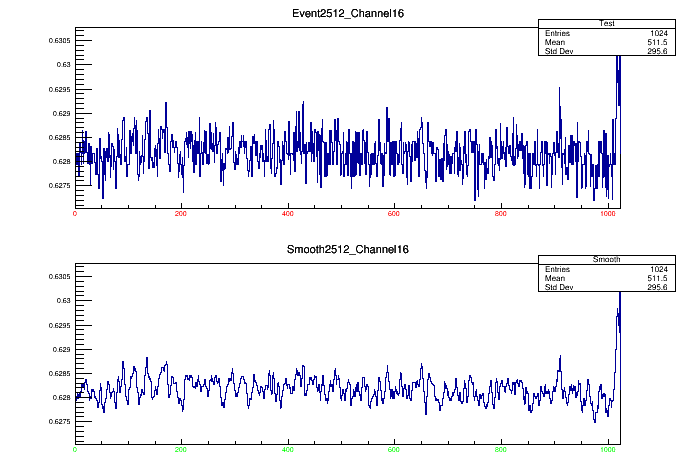 Event2512_Channel16
Test
Entries 1024
Mean 511.5
Std Dev 295.6
0.6305
0.63
0.6295
0.629
0.6285
0.628
0.6275
0 200 400 600 800 1000
Smooth2512_Channel16
Smooth
Entries 1024
Mean 511.5
Std Dev 295.6
0.6305
0.63
0.6295
0.629
0.6285
0.628
0.6275
0 200 400 600 800 1000